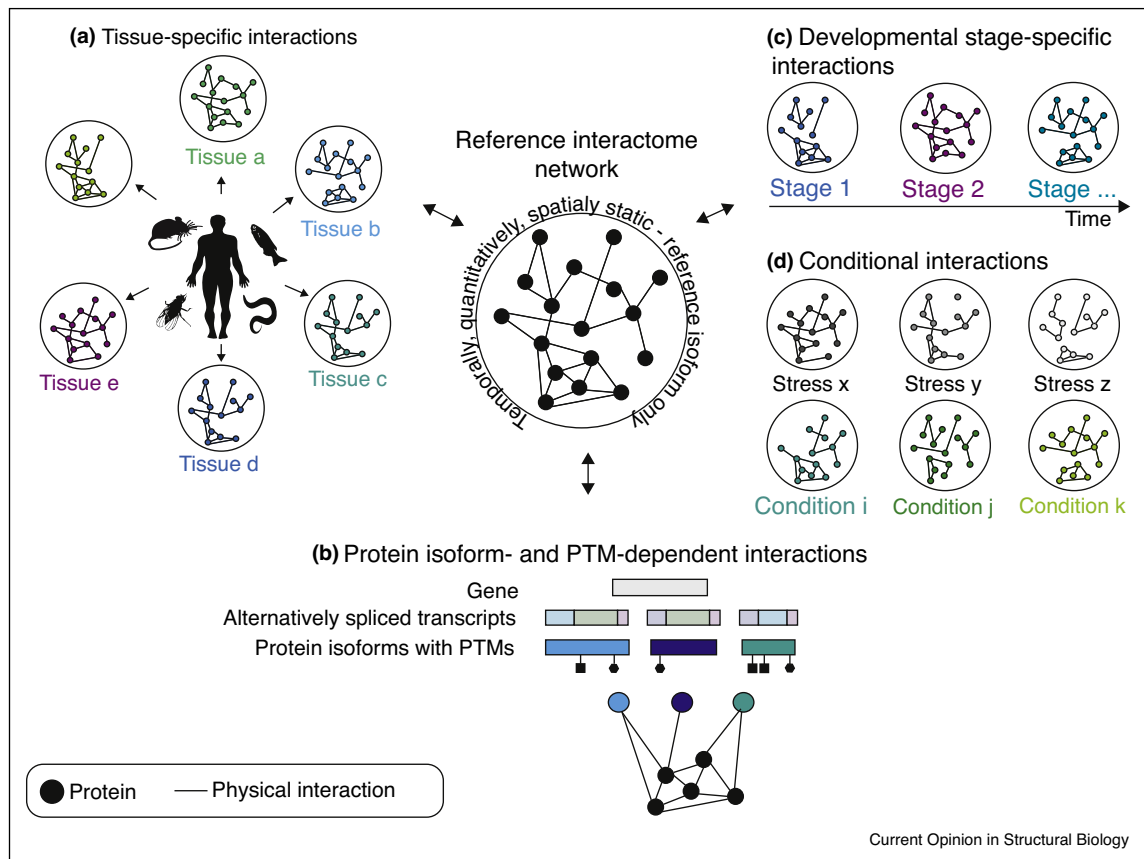 (a) Tissue-specific interactions
Tissue a
Tissue b
Tissue c
Tissue d
Tissue e
Reference interactome
network
Temporally, quantitatively, spatialy static - reference isoform only
(c) Developmental stage-specific
interactions
Stage 1
Stage 2
Stage ...
Time
(d) Conditional interactions
Stress x
Stress y
Stress z
Condition i
Condition j
Condition k
(b) Protein isoform- and PTM-dependent interactions
Gene
Alternatively spliced transcripts
Protein isoforms with PTMs
Protein
Physical interaction
Current Opinion in Structural Biology